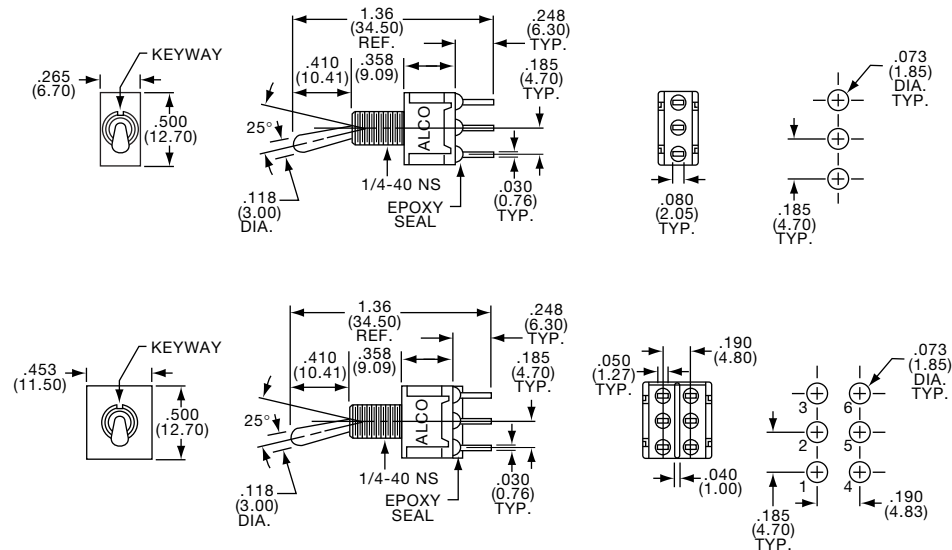 KEYWAY
.265
(6.70)
.500
(12.70)
1.36
(34.50)
REF.
.410
(10.41)
.358
(9.09)
.248
(6.30)
TYP.
.185
(4.70)
TYP.
25°
ALCO
.118
(3.00)
DIA.
1/4-40 NS
EPOXY
SEAL
.030
(0.76)
TYP.
.080
(2.05)
TYP.
.073
(1.85)
DIA.
TYP.
.185
(4.70)
TYP.
KEYWAY
.453
(11.50)
.500
(12.70)
1.36
(34.50)
REF.
.410
(10.41)
.358
(9.09)
.248
(6.30)
TYP.
.185
(4.70)
TYP.
25°
ALCO
.118
(3.00)
DIA.
1/4-40 NS
EPOXY
SEAL
.030
(0.76)
TYP.
.050
(1.27)
TYP.
.190
(4.80)
.040
(1.00)
.073
(1.85)
DIA.
TYP.
3 6
2 5
1 4
.185
(4.70)
TYP.
.190
(4.83)